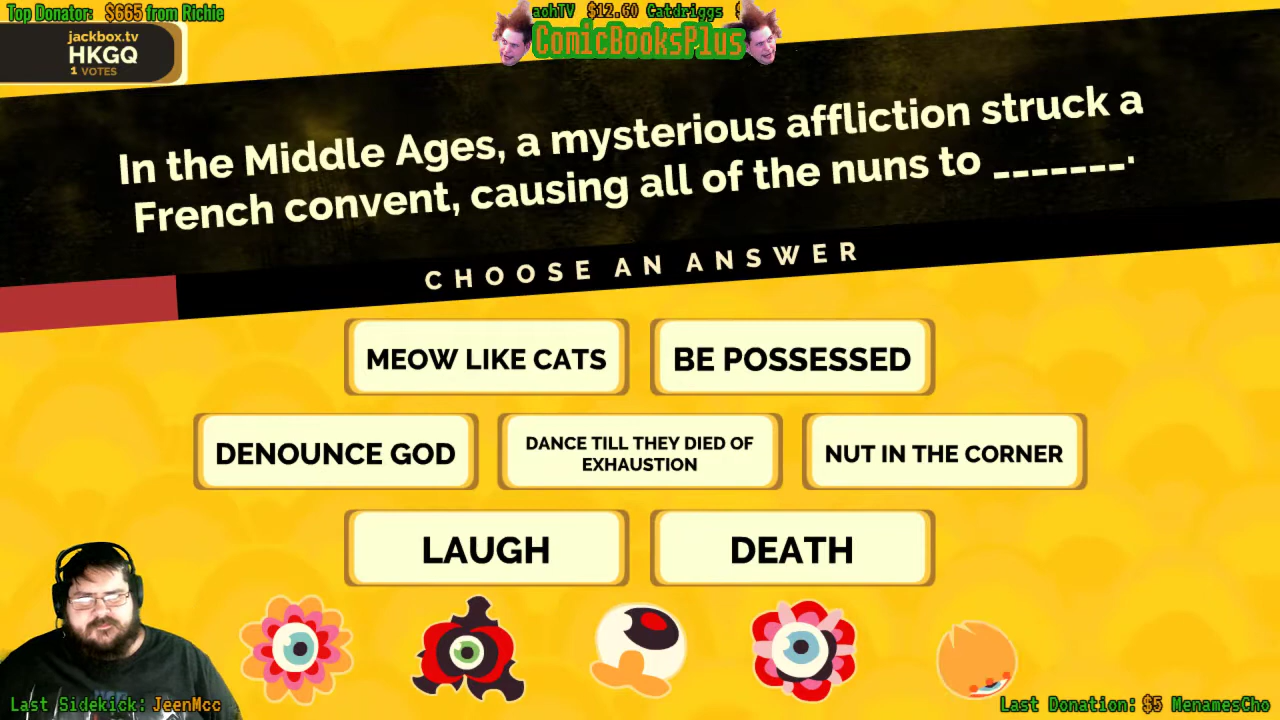 Top Donator: $665 from Richie
aohTV $12.60 Catdriggs $
jackbox.tv
HKGQ
1 VOTES
ComicBooksPlus
In the Middle Ages, a mysterious affliction struck a
French convent, causing all of the nuns to _______.
CHOOSE AN ANSWER
MEOW LIKE CATS
BE POSSESSED
DENOUNCE GOD
DANCE TILL THEY DIED OF
EXHAUSTION
NUT IN THE CORNER
LAUGH
DEATH
Last Sidekick: JeenMcc
Last Donation: $5 MenamesCho